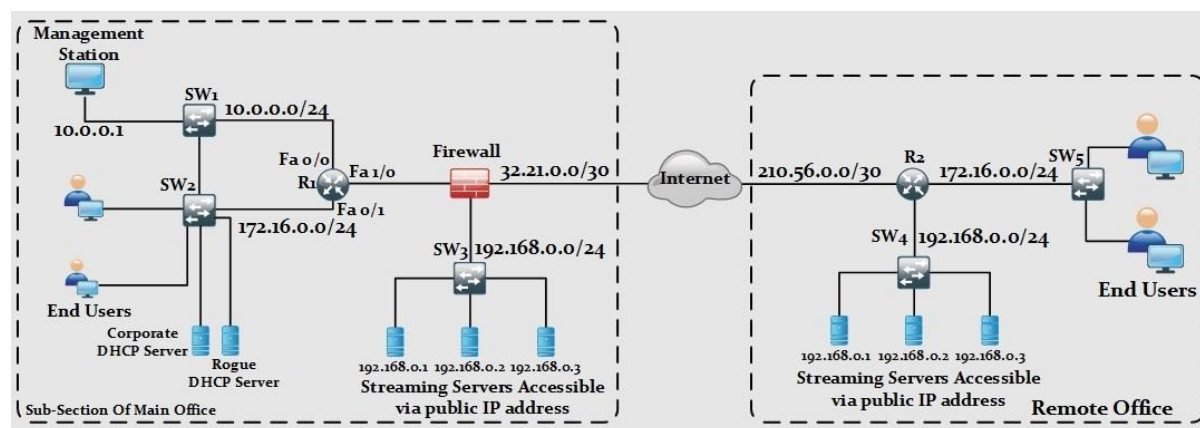 Management
Station
10.0.0.1
SW1
10.0.0.0/24
Fa 0/0
R1
Fa 1/0
Fa 0/1
SW2
172.16.0.0/24
End Users
Corporate
DHCP Server
Rogue
DHCP Server
Sub-Section Of Main Office
Firewall
32.21.0.0/30
SW3
192.168.0.0/24
192.168.0.1
192.168.0.2
192.168.0.3
Streaming Servers Accessible
via public IP address
Internet
210.56.0.0/30
R2
172.16.0.0/24
SW5
SW4
192.168.0.0/24
End Users
192.168.0.1
192.168.0.2
192.168.0.3
Streaming Servers Accessible
via public IP address
Remote Office